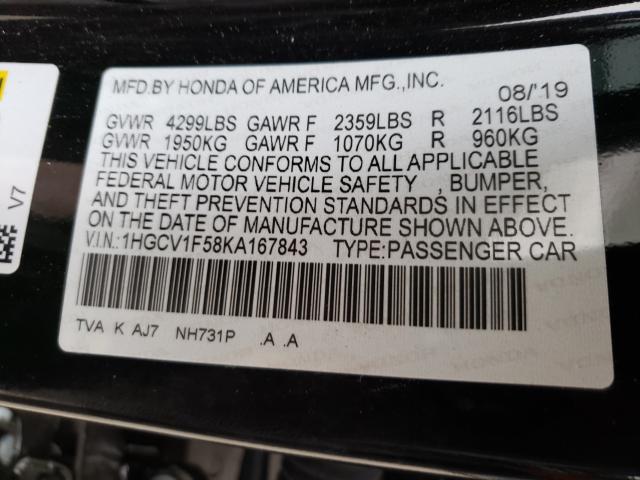 MFD.BY HONDA OF AMERICA MFG.,INC. 08/'19
GVWR 4299LBS GAWR F 2359LBS R 2116LBS
GVWR 1950KG GAWR F 1070KG R 960KG
THIS VEHICLE CONFORMS TO ALL APPLICABLE
FEDERAL MOTOR VEHICLE SAFETY , BUMPER,
AND THEFT PREVENTION STANDARDS IN EFFECT
ON THE DATE OF MANUFACTURE SHOWN ABOVE.
V.I.N.:1HGCV1F58KA167843 TYPE:PASSENGER CAR
TVA K AJ7 NH731P .A .A
V7